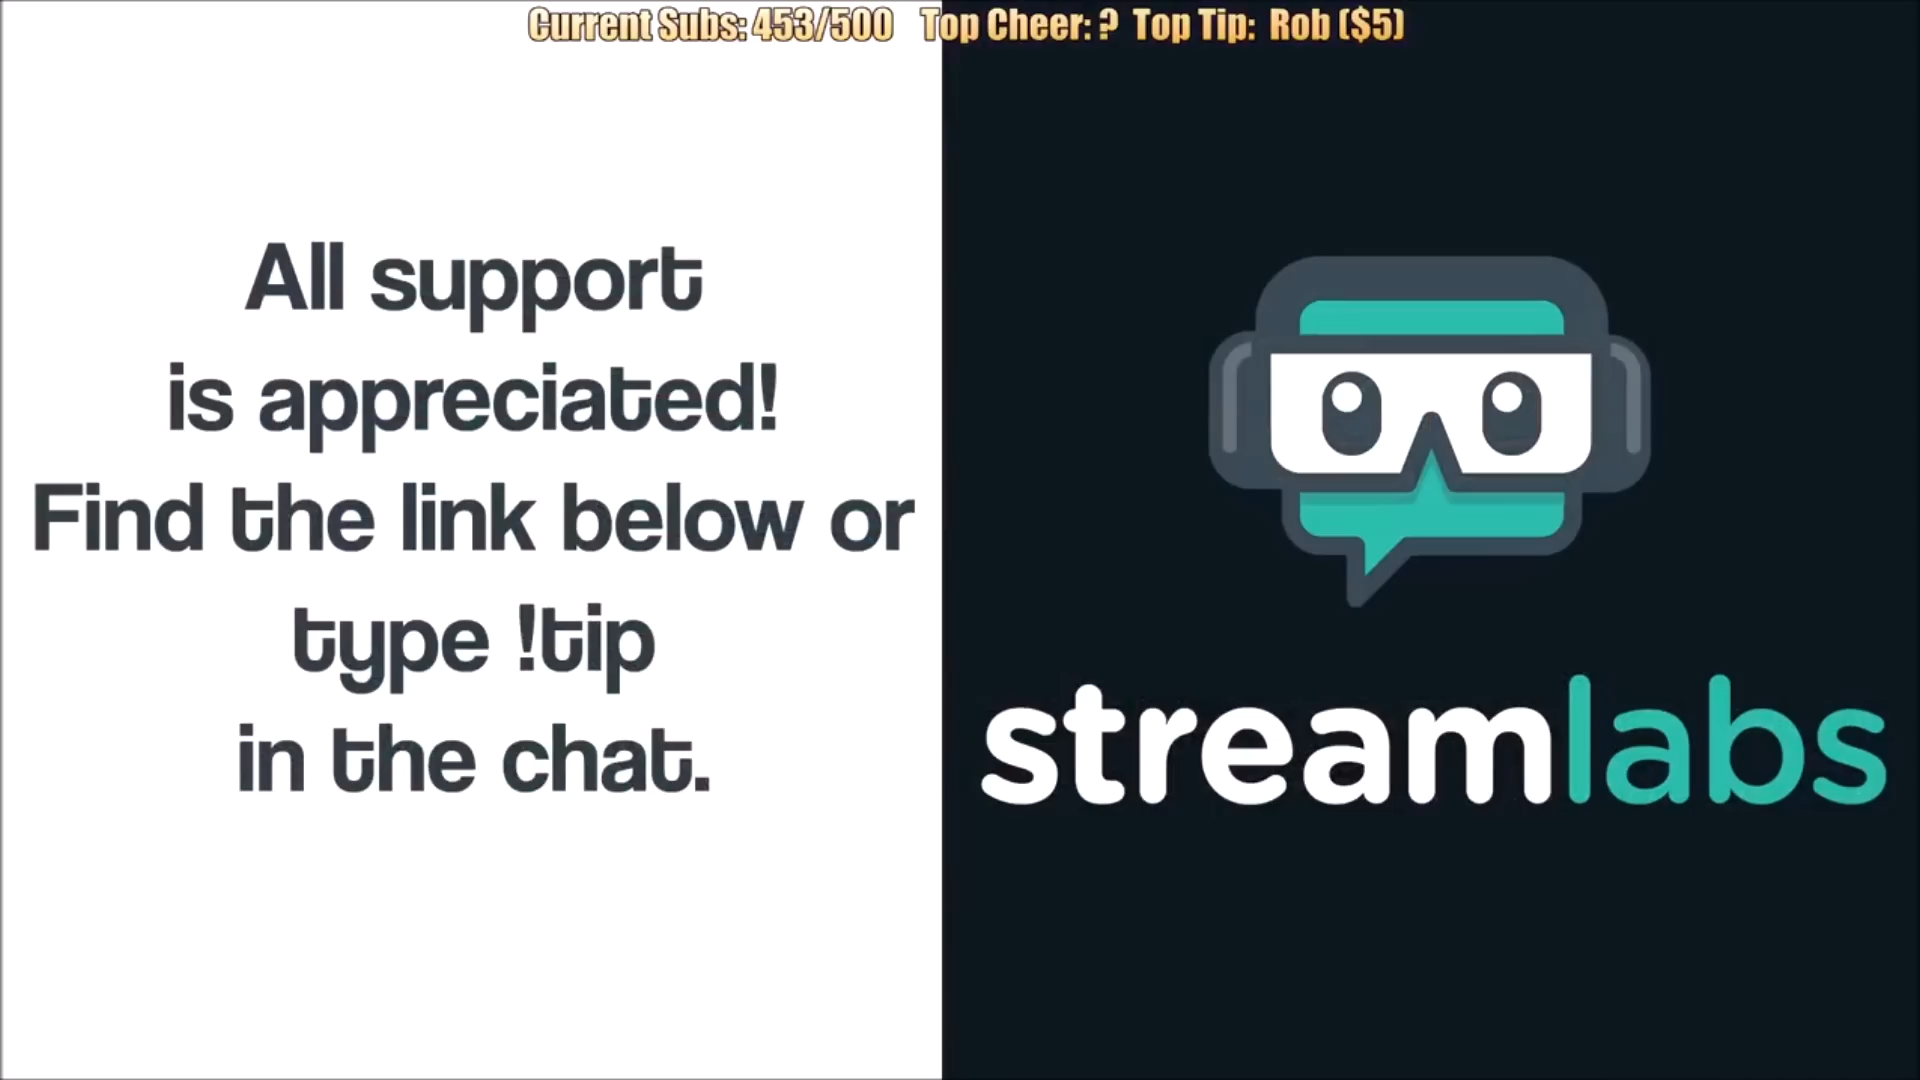 Current Subs: 453/500 Top Cheer: ? Top Tip: Rob ($5)
All support
is appreciated!
Find the link below or
type !tip
in the chat.
streamlabs